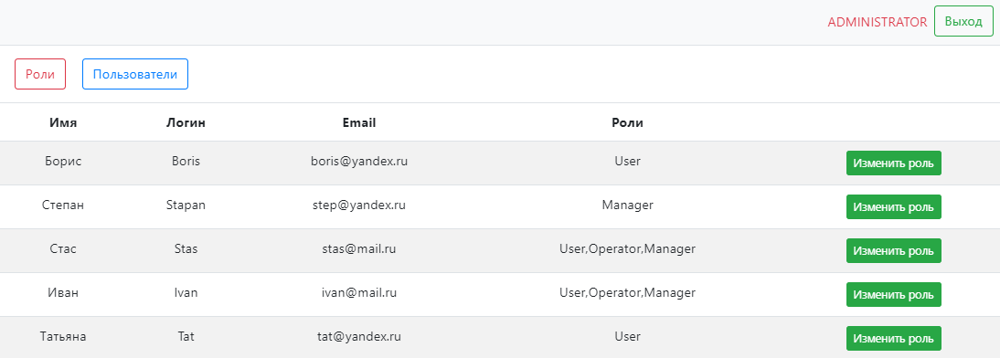 ADMINISTRATOR Выход
Роли Пользователи
Имя Логин Email Роли
Борис Boris boris@yandex.ru User Изменить роль
Степан Stapan step@yandex.ru Manager Изменить роль
Стас Stas stas@mail.ru User,Operator,Manager Изменить роль
Иван Ivan ivan@mail.ru User,Operator,Manager Изменить роль
Татьяна Tat tat@yandex.ru User Изменить роль